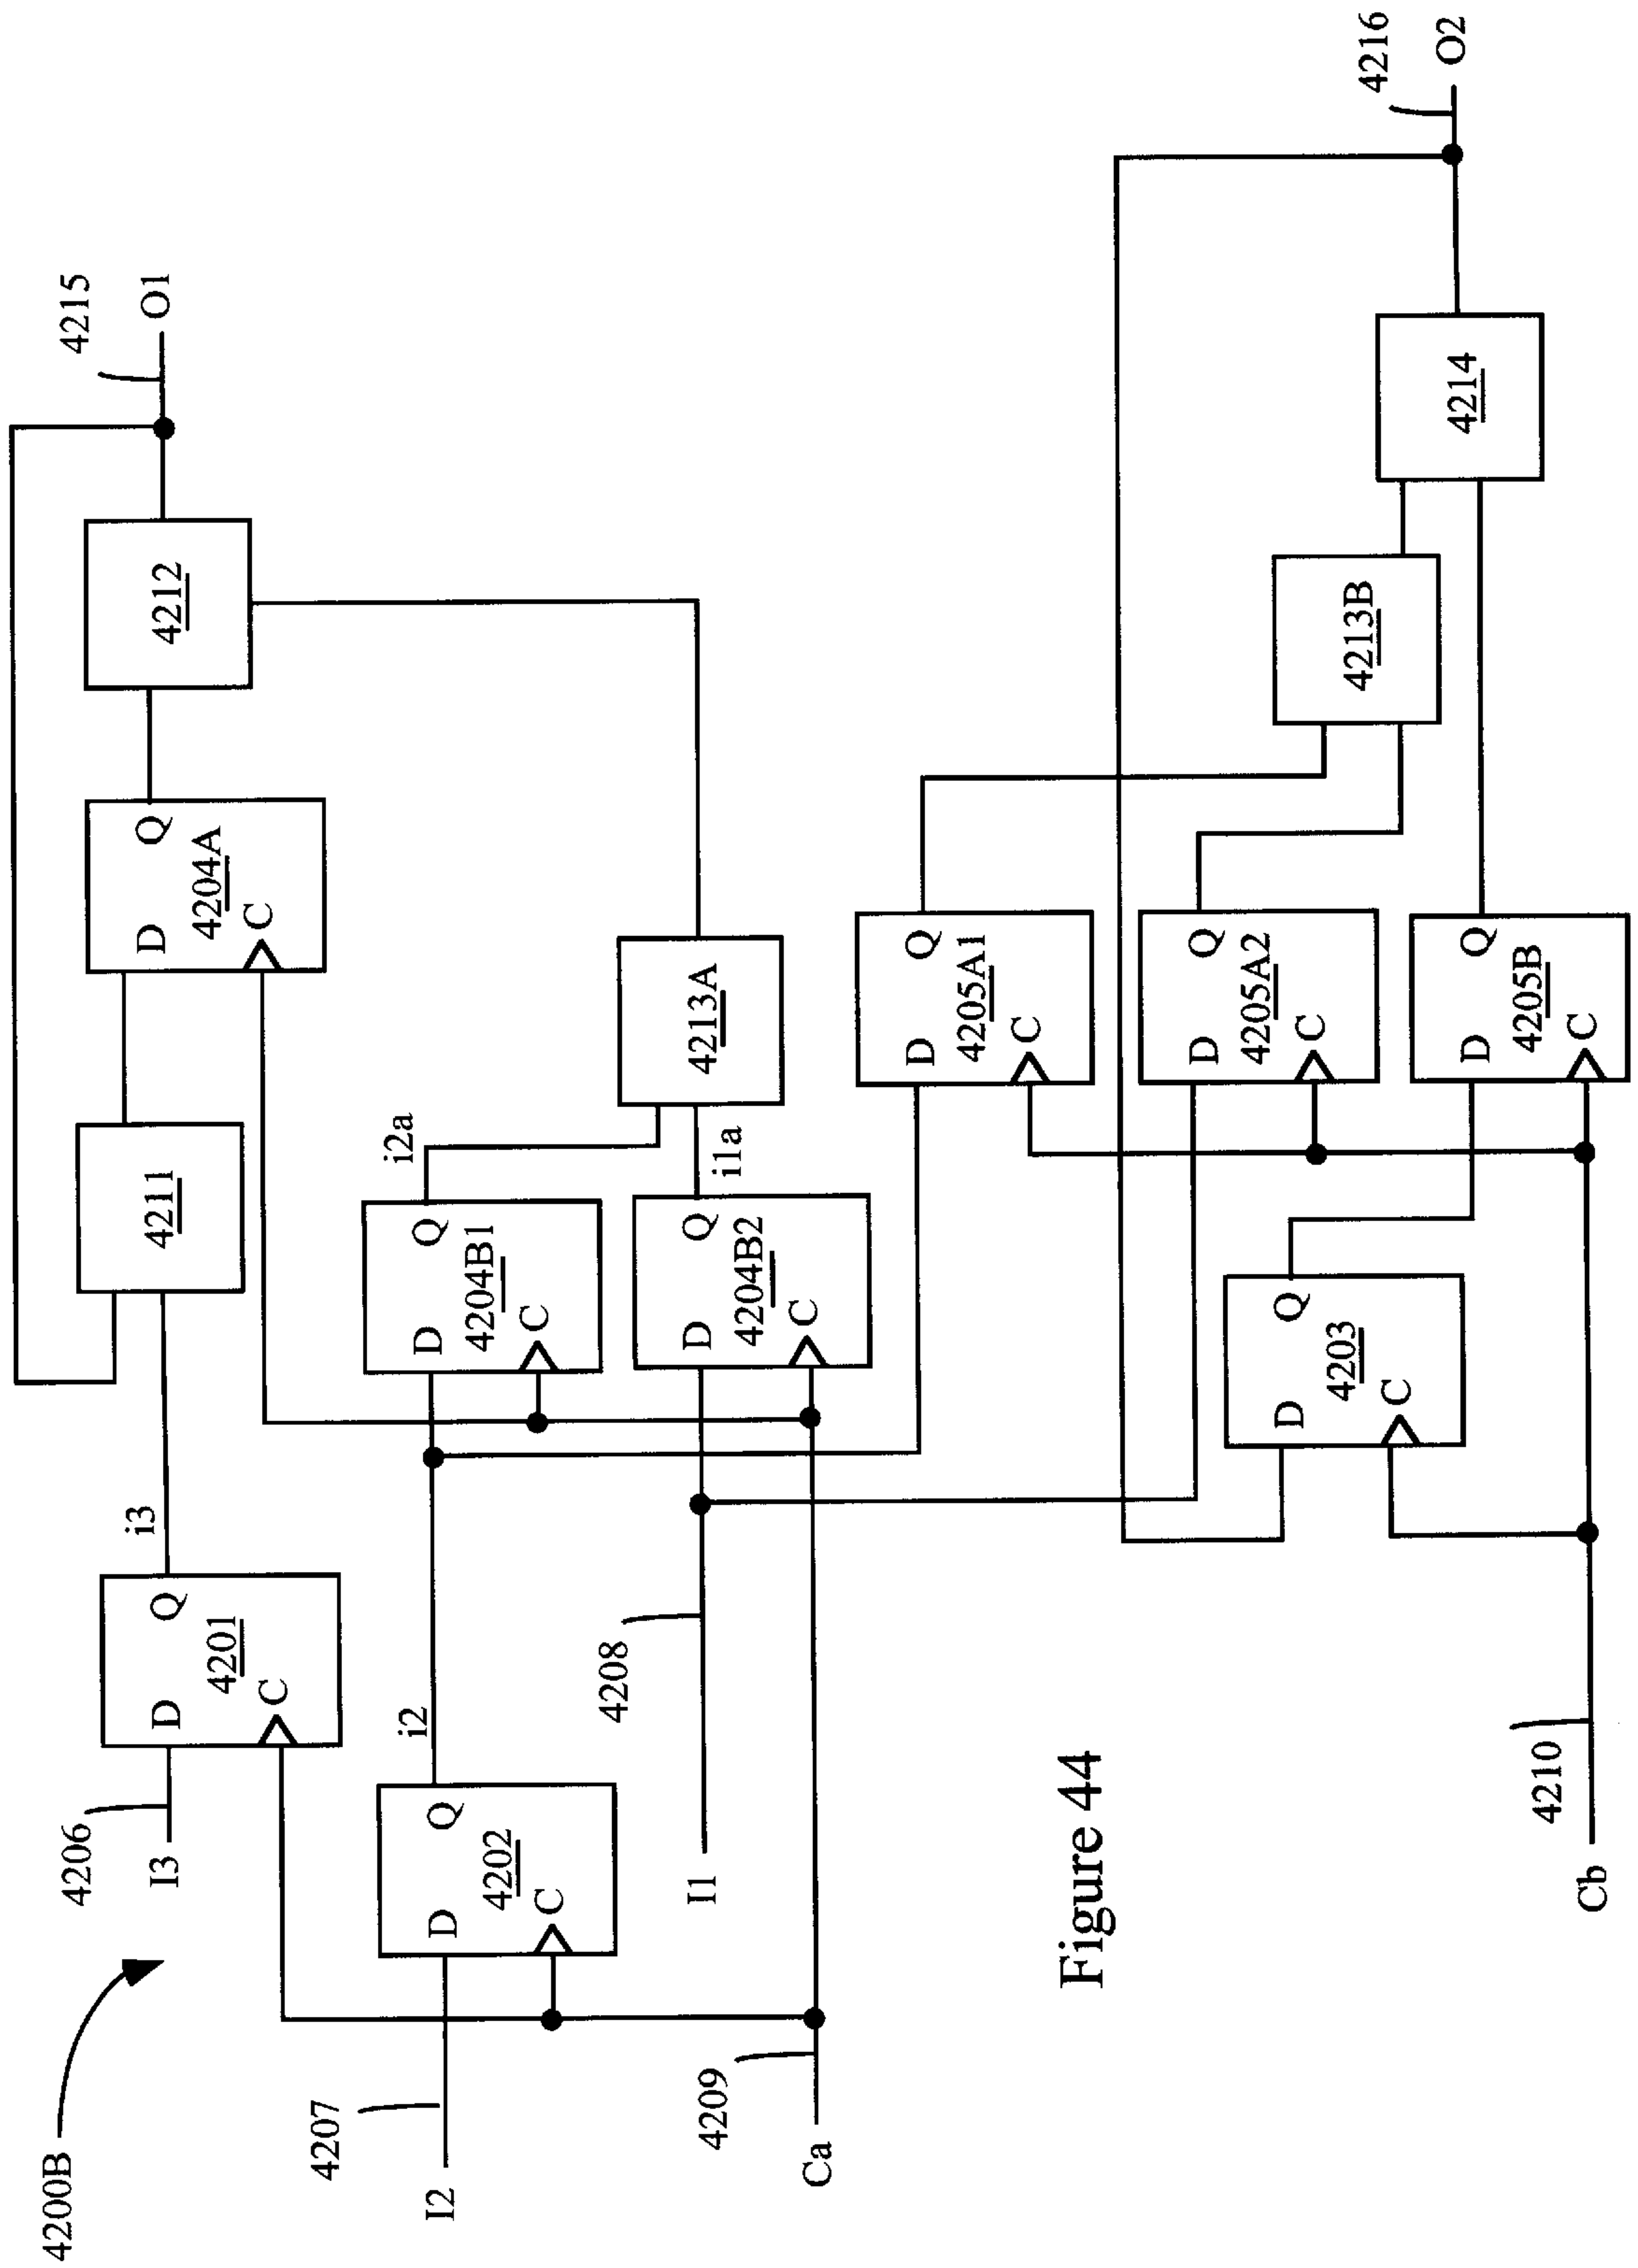 4200B
4206
I3
D
Q
4201
C
i3
4211
D
Q
4204A
C
4212
4215
O1
4207
I2
D
Q
4202
C
i2
D
Q
4204B1
C
i2a
4208
I1
D
Q
4204B2
C
i1a
4213A
4209
Ca
D
Q
4205A1
C
D
Q
4205A2
C
4213B
D
Q
4203
C
D
Q
4205B
C
4214
4216
O2
4210
Cb
Figure 44